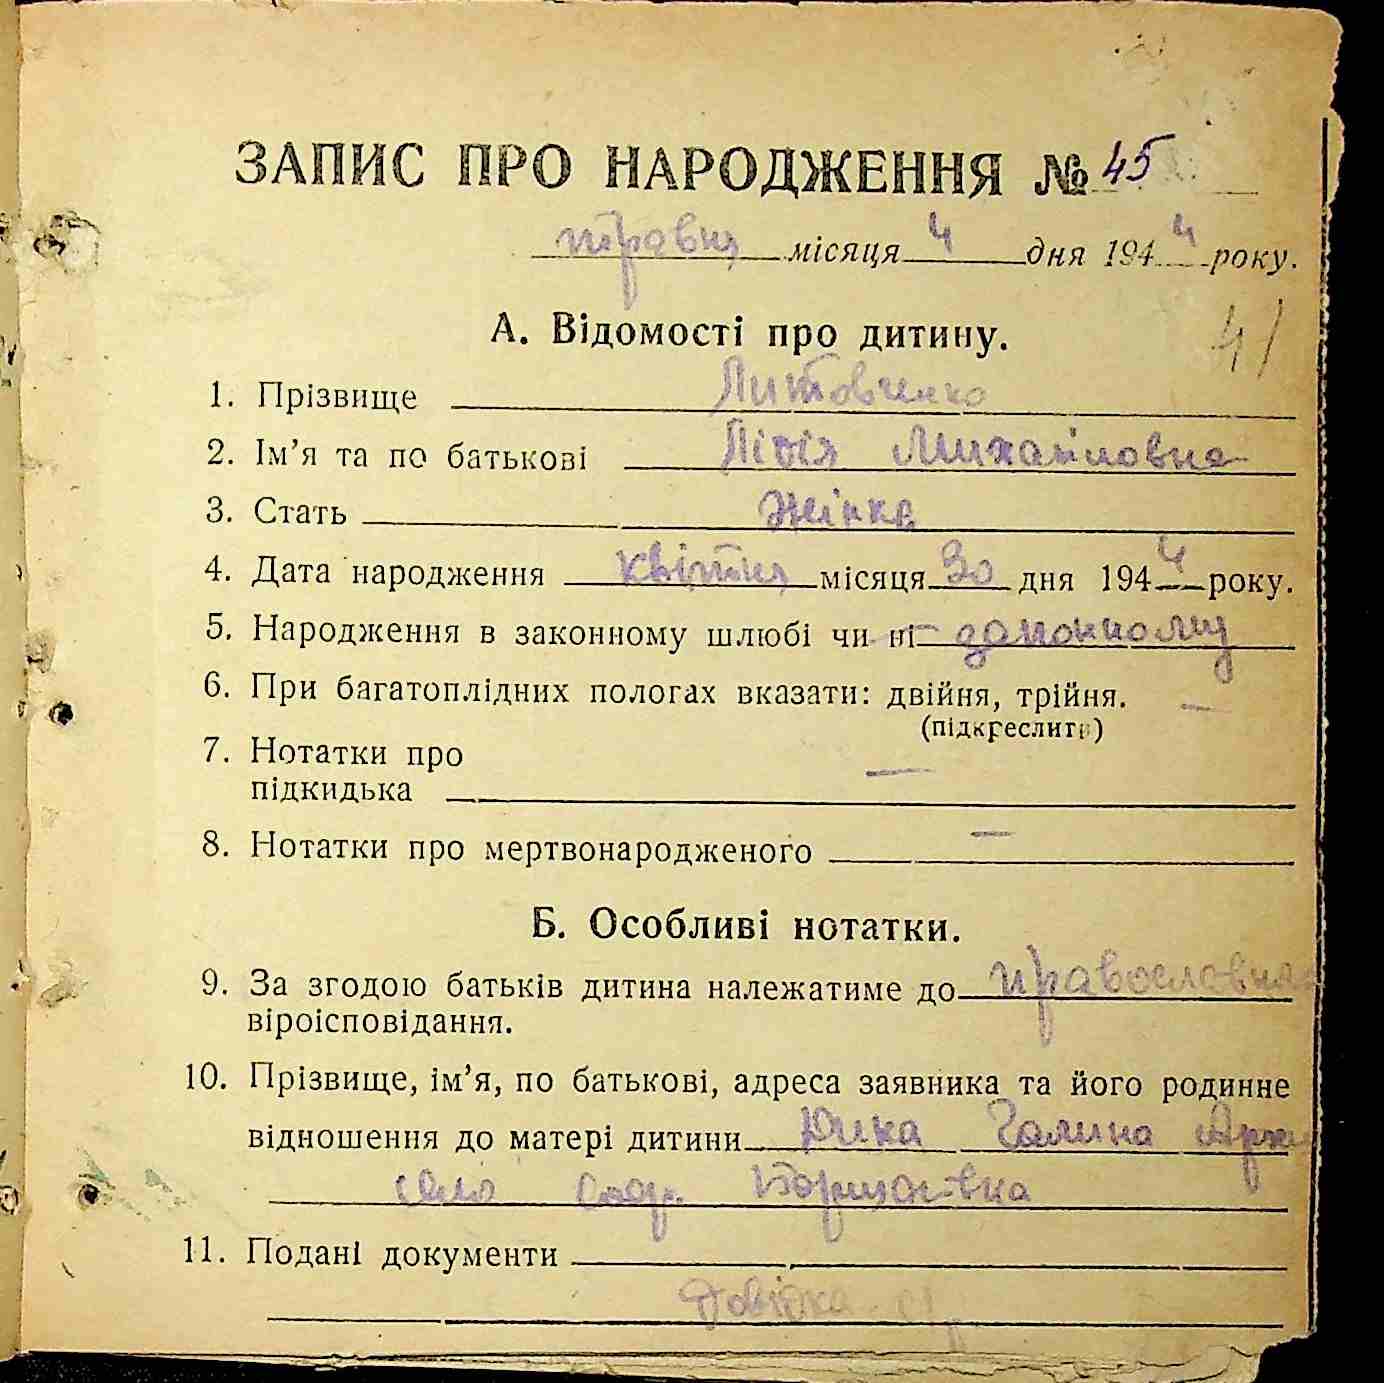 ЗАПИС ПРО НАРОДЖЕННЯ № 45
травня місяця 4 дня 1944 року.
41
А. Відомості про дитину.
1. Прізвище Литовченко
2. Ім’я та по батькові Лідія Михайловна
3. Стать жінка
4. Дата народження квітня місяця 30 дня 1944 року.
5. Народження в законному шлюбі чи ні законному
6. При багатоплідних пологах вказати: двійня, трійня. —
(підкреслити)
7. Нотатки про
підкидька —
8. Нотатки про мертвонародженого —
Б. Особливі нотатки.
9. За згодою батьків дитина належатиме до православная
віроісповідання.
10. Прізвище, ім’я, по батькові, адреса заявника та його родинне
відношення до матері дитини Галина
село Борщагівка
11. Подані документи
Довідка